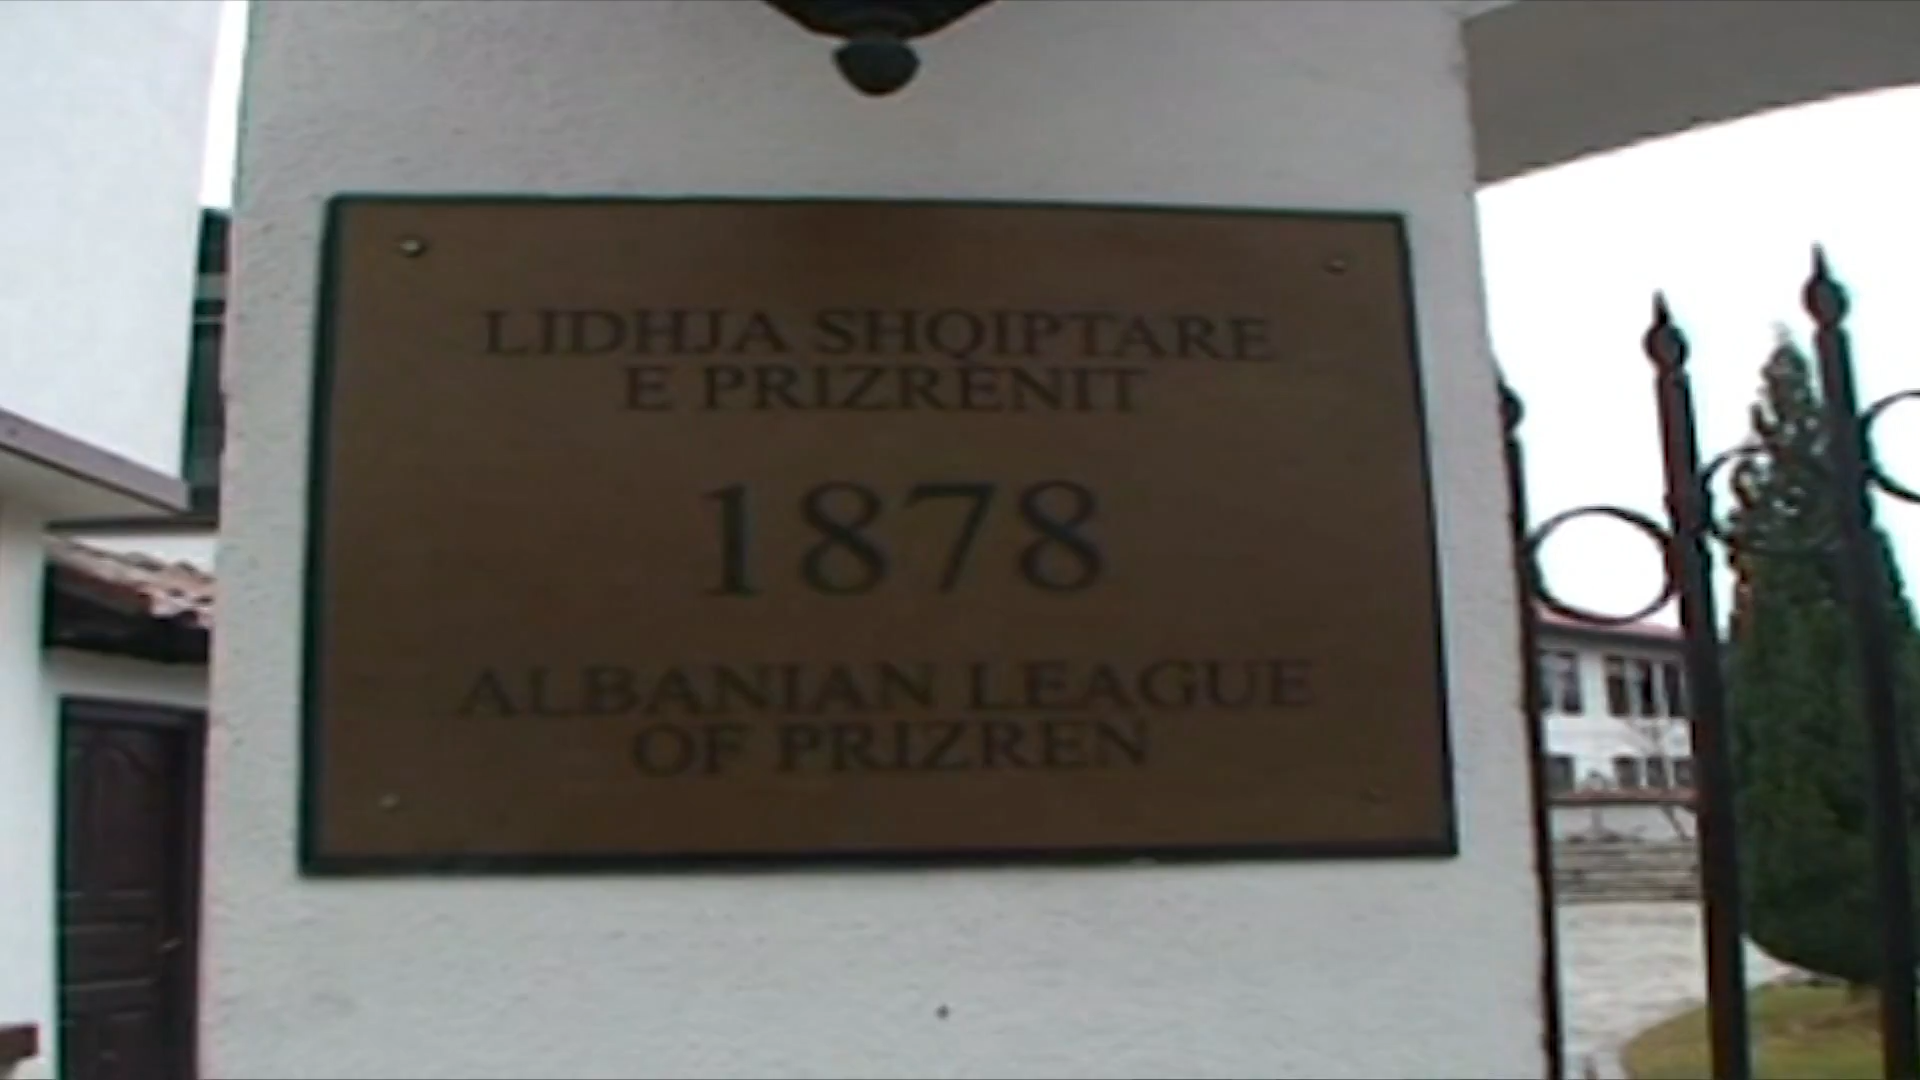 LIDHJA SHQIPTARE
E PRIZRENIT
1878
ALBANIAN LEAGUE
OF PRIZREN